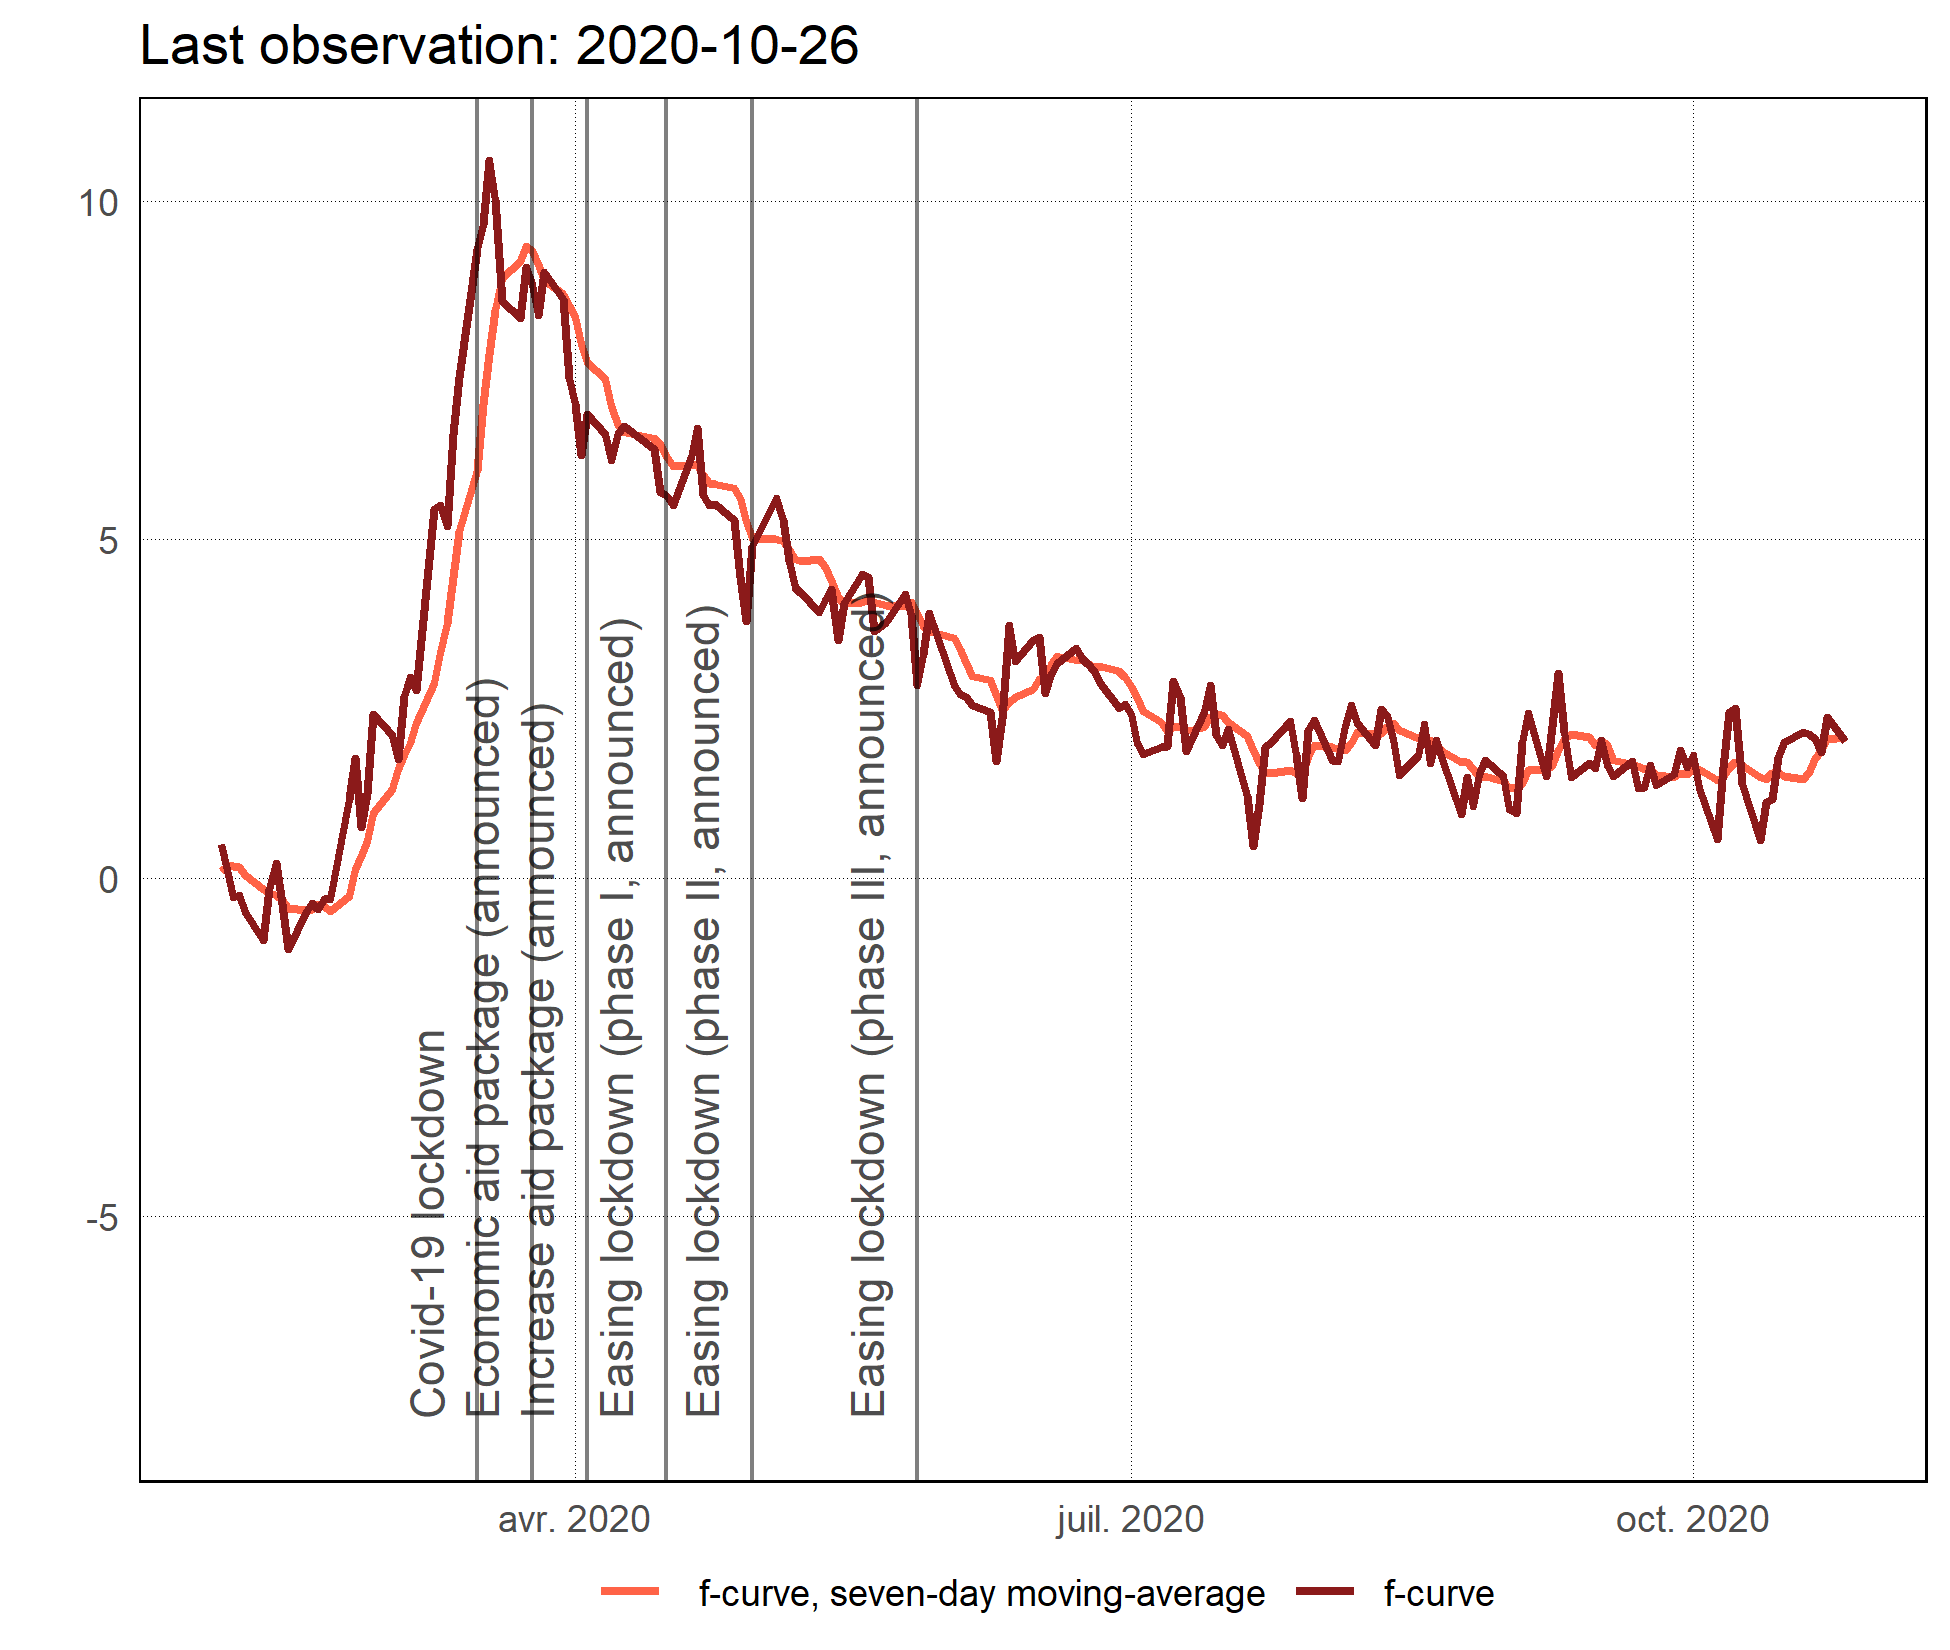 Last observation: 2020-10-26
10
5
0
-5
Covid-19 lockdown
Economic aid package (announced)
Increase aid package (announced)
Easing lockdown (phase I, announced)
Easing lockdown (phase II, announced)
Easing lockdown (phase III, announced)
avr. 2020
juil. 2020
oct. 2020
f-curve, seven-day moving-average
f-curve